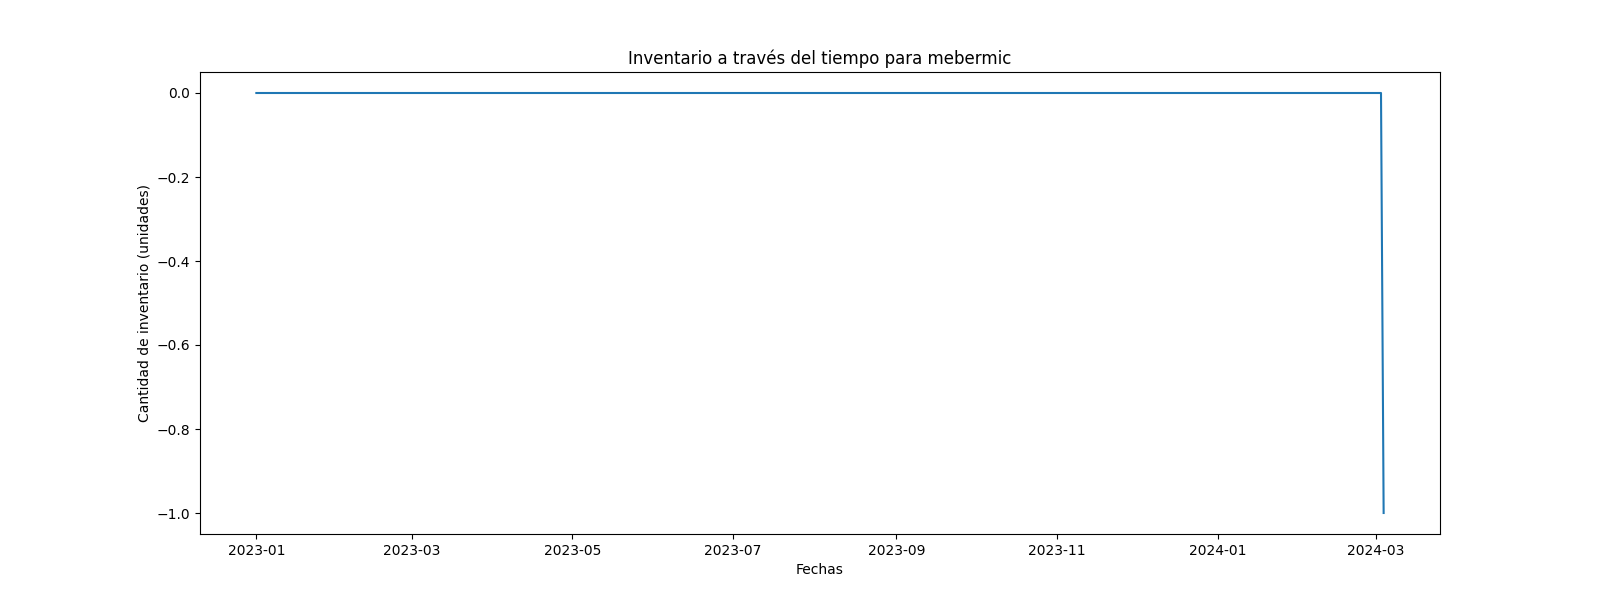 Inventario a través del tiempo para mebermic
Cantidad de inventario (unidades)
0.0
−0.2
−0.4
−0.6
−0.8
−1.0
2023-01 2023-03 2023-05 2023-07 2023-09 2023-11 2024-01 2024-03
Fechas